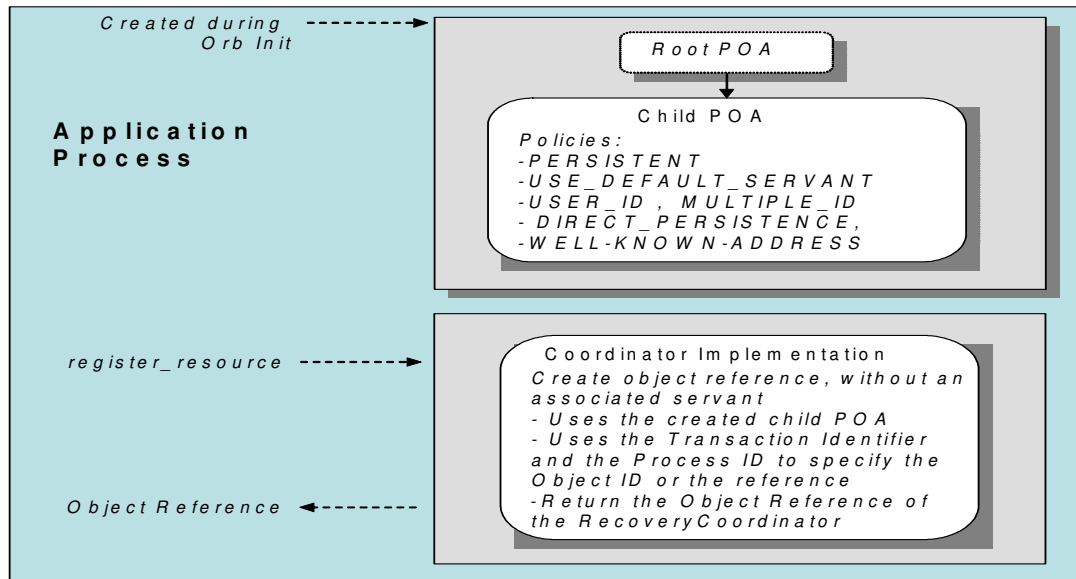 Created during
Orb Init
Root POA
Application
Process
Child POA
Policies:
-PERSISTENT
-USE_DEFAULT_SERVANT
-USER_ID , MULTIPLE_ID
- DIRECT_PERSISTENCE,
-WELL-KNOWN-ADDRESS
register_resource
Coordinator Implementation
Create object reference, without an
associated servant
- Uses the created child POA
- Uses the Transaction Identifier
and the Process ID to specify the
Object ID or the reference
-Return the Object Reference of
the RecoveryCoordinator
Object Reference